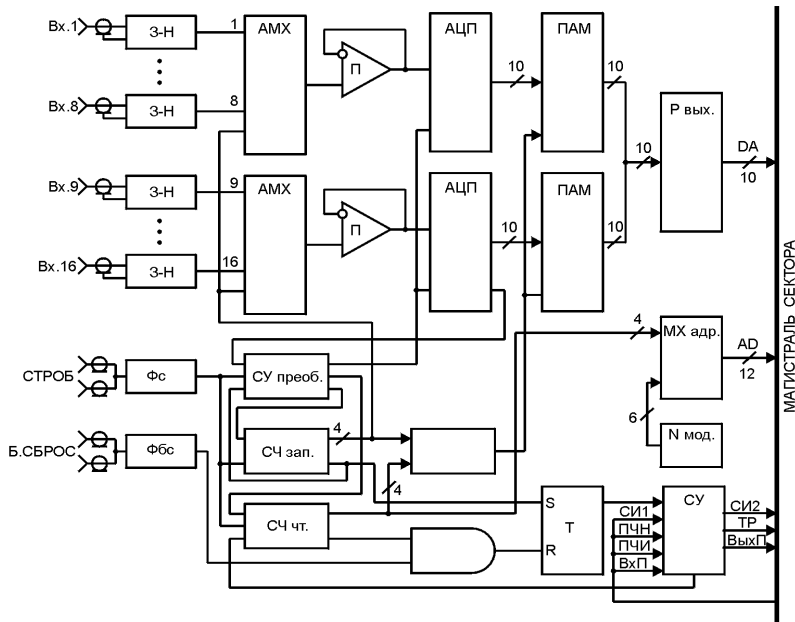 Вх.1
З-Н
1
АМХ
П
АЦП
10
ПАМ
10
Вх.8
З-Н
8
Р вых.
10
DA
10
Вх.9
З-Н
9
АМХ
П
АЦП
10
ПАМ
10
Вх.16
З-Н
16
МАГИСТРАЛЬ СЕКТОРА
4
МХ адр.
AD
12
СТРОБ
Фс
СУ преоб.
6
N мод.
Б.СБРОС
Фбс
СЧ зап.
4
4
СЧ чт.
S
Т
R
СУ
СИ1
ПЧН
ПЧИ
ВхП
СИ2
ТР
ВыхП